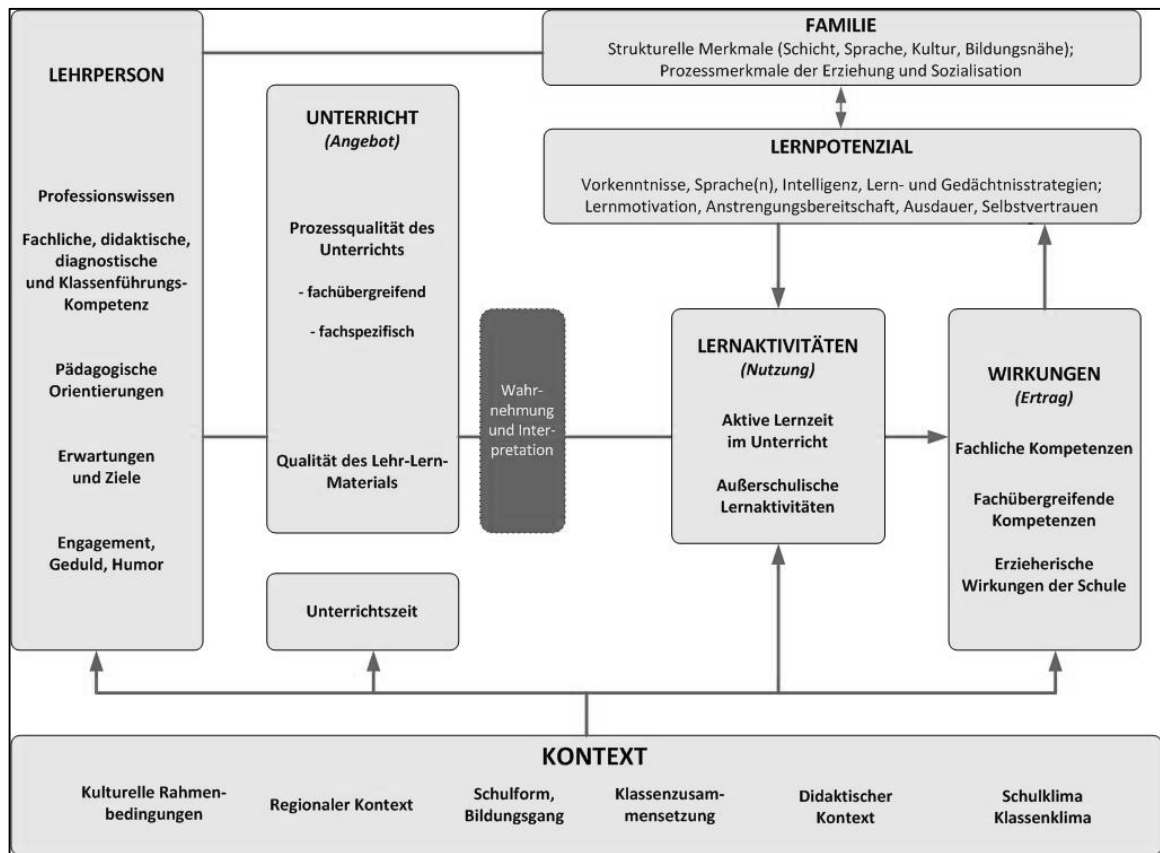 LEHRPERSON
Professionswissen
Fachliche, didaktische,
diagnostische
und Klassenführungs-
Kompetenz
Pädagogische
Orientierungen
Erwartungen
und Ziele
Engagement,
Geduld, Humor
UNTERRICHT
(Angebot)
Prozessqualität des
Unterrichts
- fachübergreifend
- fachspezifisch
Qualität des Lehr-Lern-
Materials
Unterrichtszeit
Wahr-
nehmung
und Inter-
pretation
FAMILIE
Strukturelle Merkmale (Schicht, Sprache, Kultur, Bildungsnähe);
Prozessmerkmale der Erziehung und Sozialisation
LERNPOTENZIAL
Vorkenntnisse, Sprache(n), Intelligenz, Lern- und Gedächtnisstrategien;
Lernmotivation, Anstrengungsbereitschaft, Ausdauer, Selbstvertrauen
LERNAKTIVITÄTEN
(Nutzung)
Aktive Lernzeit
im Unterricht
Außerschulische
Lernaktivitäten
WIRKUNGEN
(Ertrag)
Fachliche Kompetenzen
Fachübergreifende
Kompetenzen
Erzieherische
Wirkungen der Schule
KONTEXT
Kulturelle Rahmen-
bedingungen
Regionaler Kontext
Schulform,
Bildungsgang
Klassenzusam-
mensetzung
Didaktischer
Kontext
Schulklima
Klassenklima